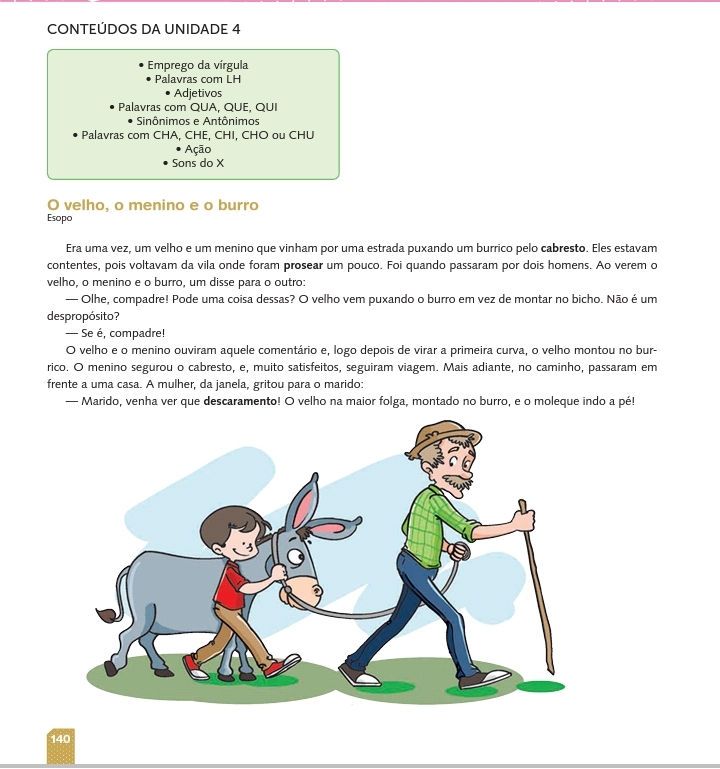 CONTEÚDOS DA UNIDADE 4
• Emprego da vírgula
• Palavras com LH
• Adjetivos
• Palavras com QUA, QUE, QUI
• Sinônimos e Antônimos
• Palavras com CHA, CHE, CHI, CHO ou CHU
• Ação
• Sons do X
O velho, o menino e o burro
Esopo
Era uma vez, um velho e um menino que vinham por uma estrada puxando um burrico pelo cabresto. Eles estavam
contentes, pois voltavam da vila onde foram prosear um pouco. Foi quando passaram por dois homens. Ao verem o
velho, o menino e o burro, um disse para o outro:
— Olhe, compadre! Pode uma coisa dessas? O velho vem puxando o burro em vez de montar no bicho. Não é um
despropósito?
— Se é, compadre!
O velho e o menino ouviram aquele comentário e, logo depois de virar a primeira curva, o velho montou no bur-
rico. O menino segurou o cabresto, e, muito satisfeitos, seguiram viagem. Mais adiante, no caminho, passaram em
frente a uma casa. A mulher, da janela, gritou para o marido:
— Marido, venha ver que descaramento! O velho na maior folga, montado no burro, e o moleque indo a pé!
140